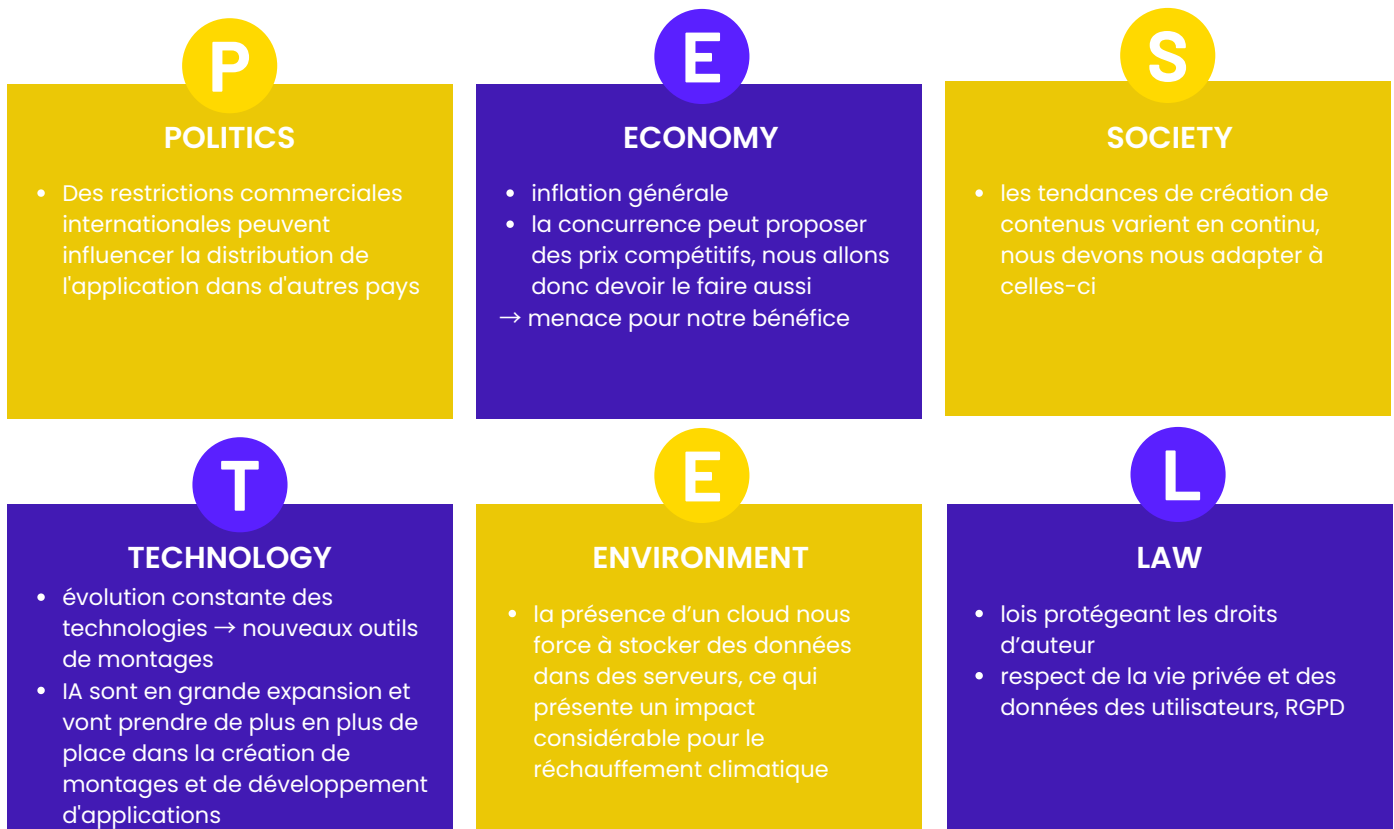 P
POLITICS
• Des restrictions commerciales
internationales peuvent
influencer la distribution de
l'application dans d'autres pays
E
ECONOMY
• inflation générale
• la concurrence peut proposer
des prix compétitifs, nous allons
donc devoir le faire aussi
→ menace pour notre bénéfice
S
SOCIETY
• les tendances de création de
contenus varient en continu,
nous devons nous adapter à
celles-ci
T
TECHNOLOGY
• évolution constante des
technologies → nouveaux outils
de montages
• IA sont en grande expansion et
vont prendre de plus en plus de
place dans la création de
montages et de développement
d'applications
E
ENVIRONMENT
• la présence d’un cloud nous
force à stocker des données
dans des serveurs, ce qui
présente un impact
considérable pour le
réchauffement climatique
L
LAW
• lois protégeant les droits
d’auteur
• respect de la vie privée et des
données des utilisateurs, RGPD